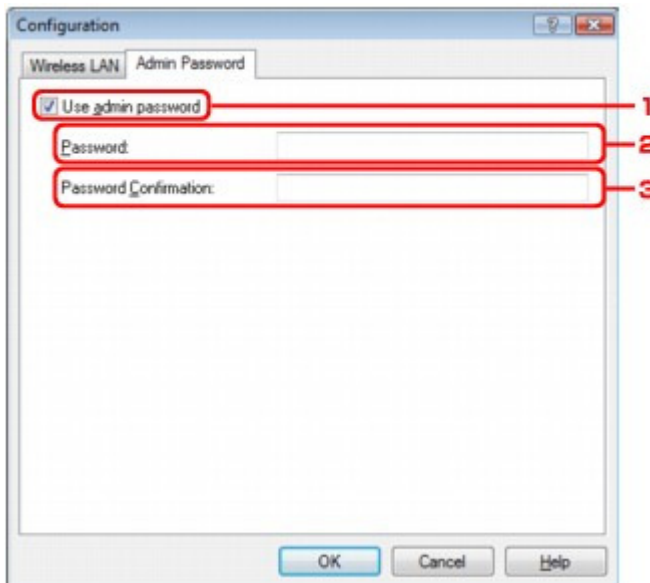 Configuration
Wireless LAN Admin Password
Use admin password 1
Password: 2
Password Confirmation: 3
OK Cancel Help